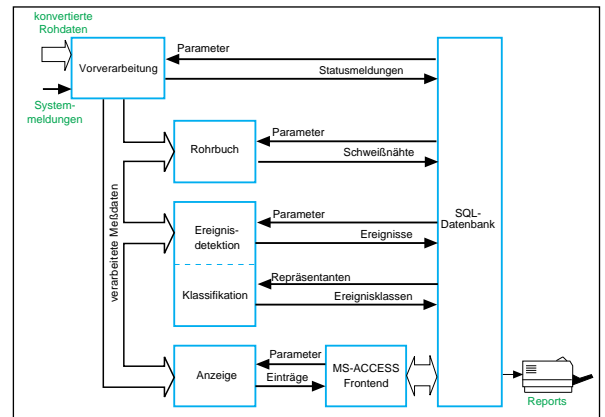 konvertierte
Rohdaten
Vorverarbeitung
Parameter
Statusmeldungen
System-
meldungen
Rohrbuch
Parameter
Schweißnähte
verarbeitete Meßdaten
Ereignis-
detektion
Parameter
Ereignisse
SQL-
Datenbank
Klassifikation
Repräsentanten
Ereignisklassen
Anzeige
Parameter
Einträge
MS-ACCESS
Frontend
Reports